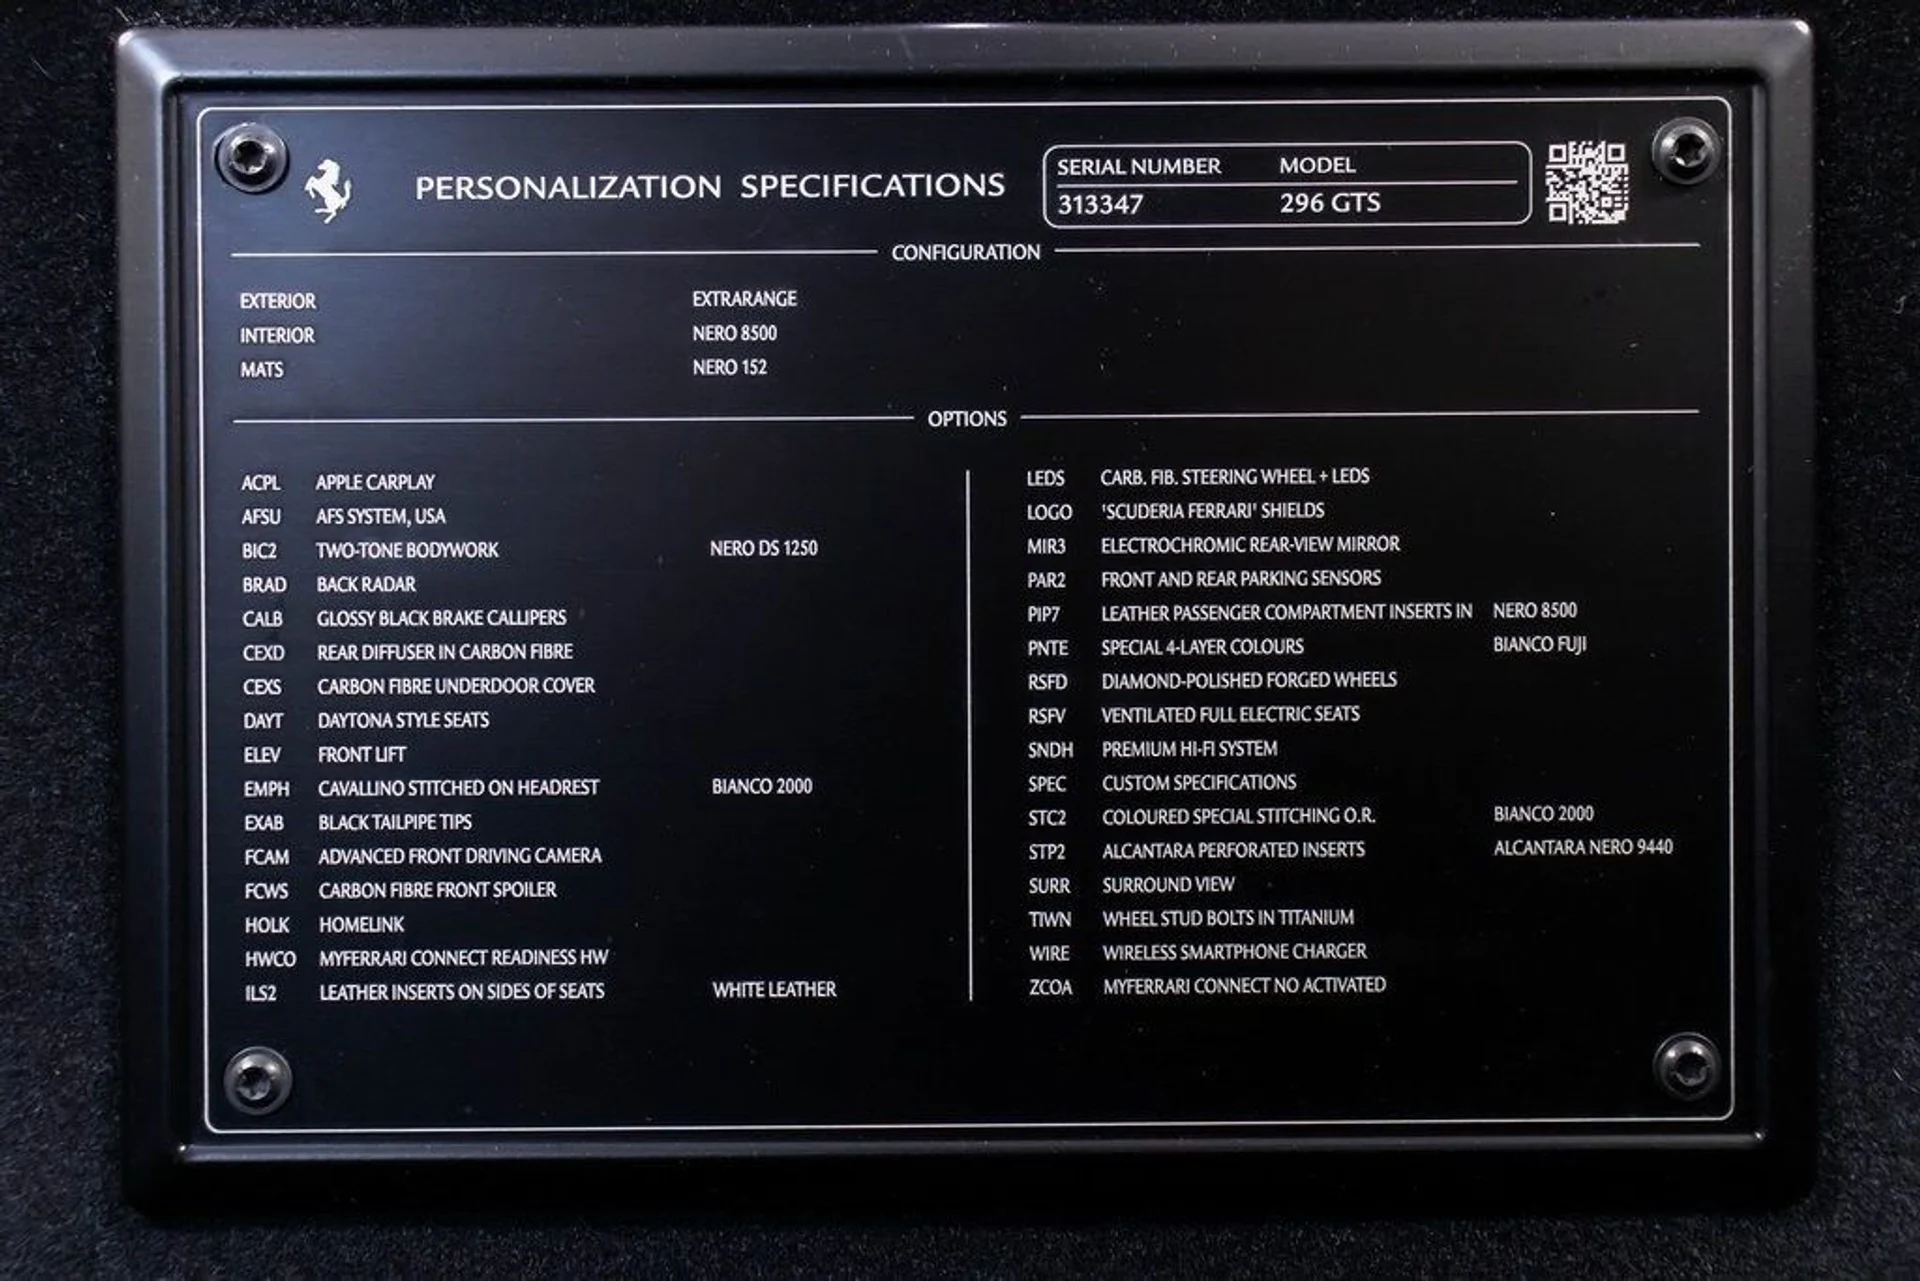 PERSONALIZATION SPECIFICATIONS
SERIAL NUMBER MODEL
313347 296 GTS
CONFIGURATION
EXTERIOR EXTRARANGE
INTERIOR NERO 8500
MATS NERO 152
OPTIONS
ACPL APPLE CARPLAY
AFSU AFS SYSTEM, USA
BIC2 TWO-TONE BODYWORK NERO DS 1250
BRAD BACK RADAR
CALB GLOSSY BLACK BRAKE CALLIPERS
CEXD REAR DIFFUSER IN CARBON FIBRE
CEXS CARBON FIBRE UNDERDOOR COVER
DAYT DAYTONA STYLE SEATS
ELEV FRONT LIFT
EMPH CAVALLINO STITCHED ON HEADREST BIANCO 2000
EXAB BLACK TAILPIPE TIPS
FCAM ADVANCED FRONT DRIVING CAMERA
FCWS CARBON FIBRE FRONT SPOILER
HOLK HOMELINK
HWCO MYFERRARI CONNECT READINESS HW
ILS2 LEATHER INSERTS ON SIDES OF SEATS WHITE LEATHER
LEDS CARB. FIB. STEERING WHEEL + LEDS
LOGO 'SCUDERIA FERRARI' SHIELDS
MIR3 ELECTROCHROMIC REAR-VIEW MIRROR
PAR2 FRONT AND REAR PARKING SENSORS
PIP7 LEATHER PASSENGER COMPARTMENT INSERTS IN NERO 8500
PNTE SPECIAL 4-LAYER COLOURS BIANCO FUJI
RSFD DIAMOND-POLISHED FORGED WHEELS
RSFV VENTILATED FULL ELECTRIC SEATS
SNDH PREMIUM HI-FI SYSTEM
SPEC CUSTOM SPECIFICATIONS
STC2 COLOURED SPECIAL STITCHING O.R. BIANCO 2000
STP2 ALCANTARA PERFORATED INSERTS ALCANTARA NERO 9440
SURR SURROUND VIEW
TIWN WHEEL STUD BOLTS IN TITANIUM
WIRE WIRELESS SMARTPHONE CHARGER
ZCOA MYFERRARI CONNECT NO ACTIVATED